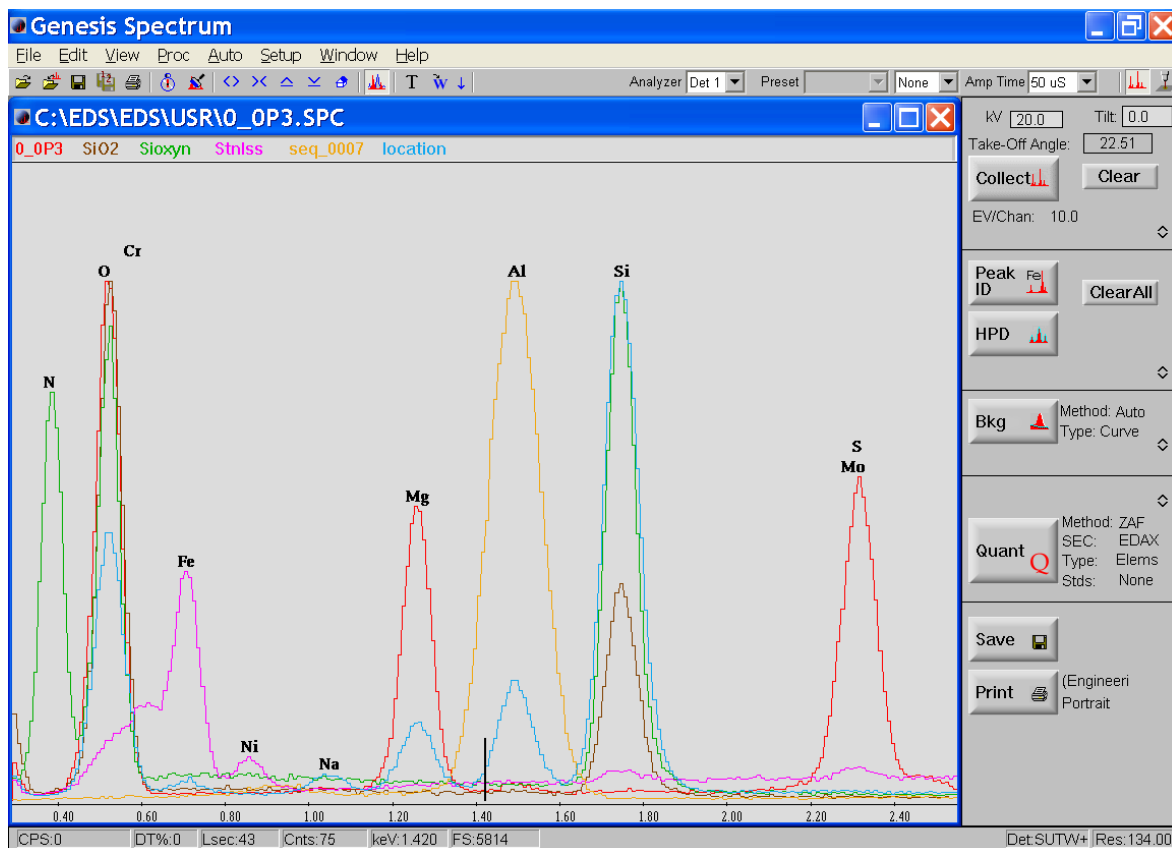 Genesis Spectrum
File Edit View Proc Auto Setup Window Help
T W Analyzer Det 1 Preset None Amp Time 50 uS
C:\EDS\EDS\USR\0_0P3.SPC
0_0P3 SiO2 Sioxyn Stnlss seq_0007 location
Cr
O Al Si
N
S
Mo
Mg
Fe
Ni
Na
0.40 0.60 0.80 1.00 1.20 1.40 1.60 1.80 2.00 2.20 2.40
kV 20.0 Tilt: 0.0
Take-Off Angle: 22.51
Collect Clear
EV/Chan: 10.0
Peak ID Fe ClearAll
HPD
Bkg Method: Auto
Type: Curve
Method: ZAF
Quant Q SEC: EDAX
Type: Elems
Stds: None
Save
Print (Engineeri
Portrait
CPS:0 DT%:0 Lsec:43 Cnts:75 keV:1.420 FS:5814 Det:SUTW+ Res:134.00